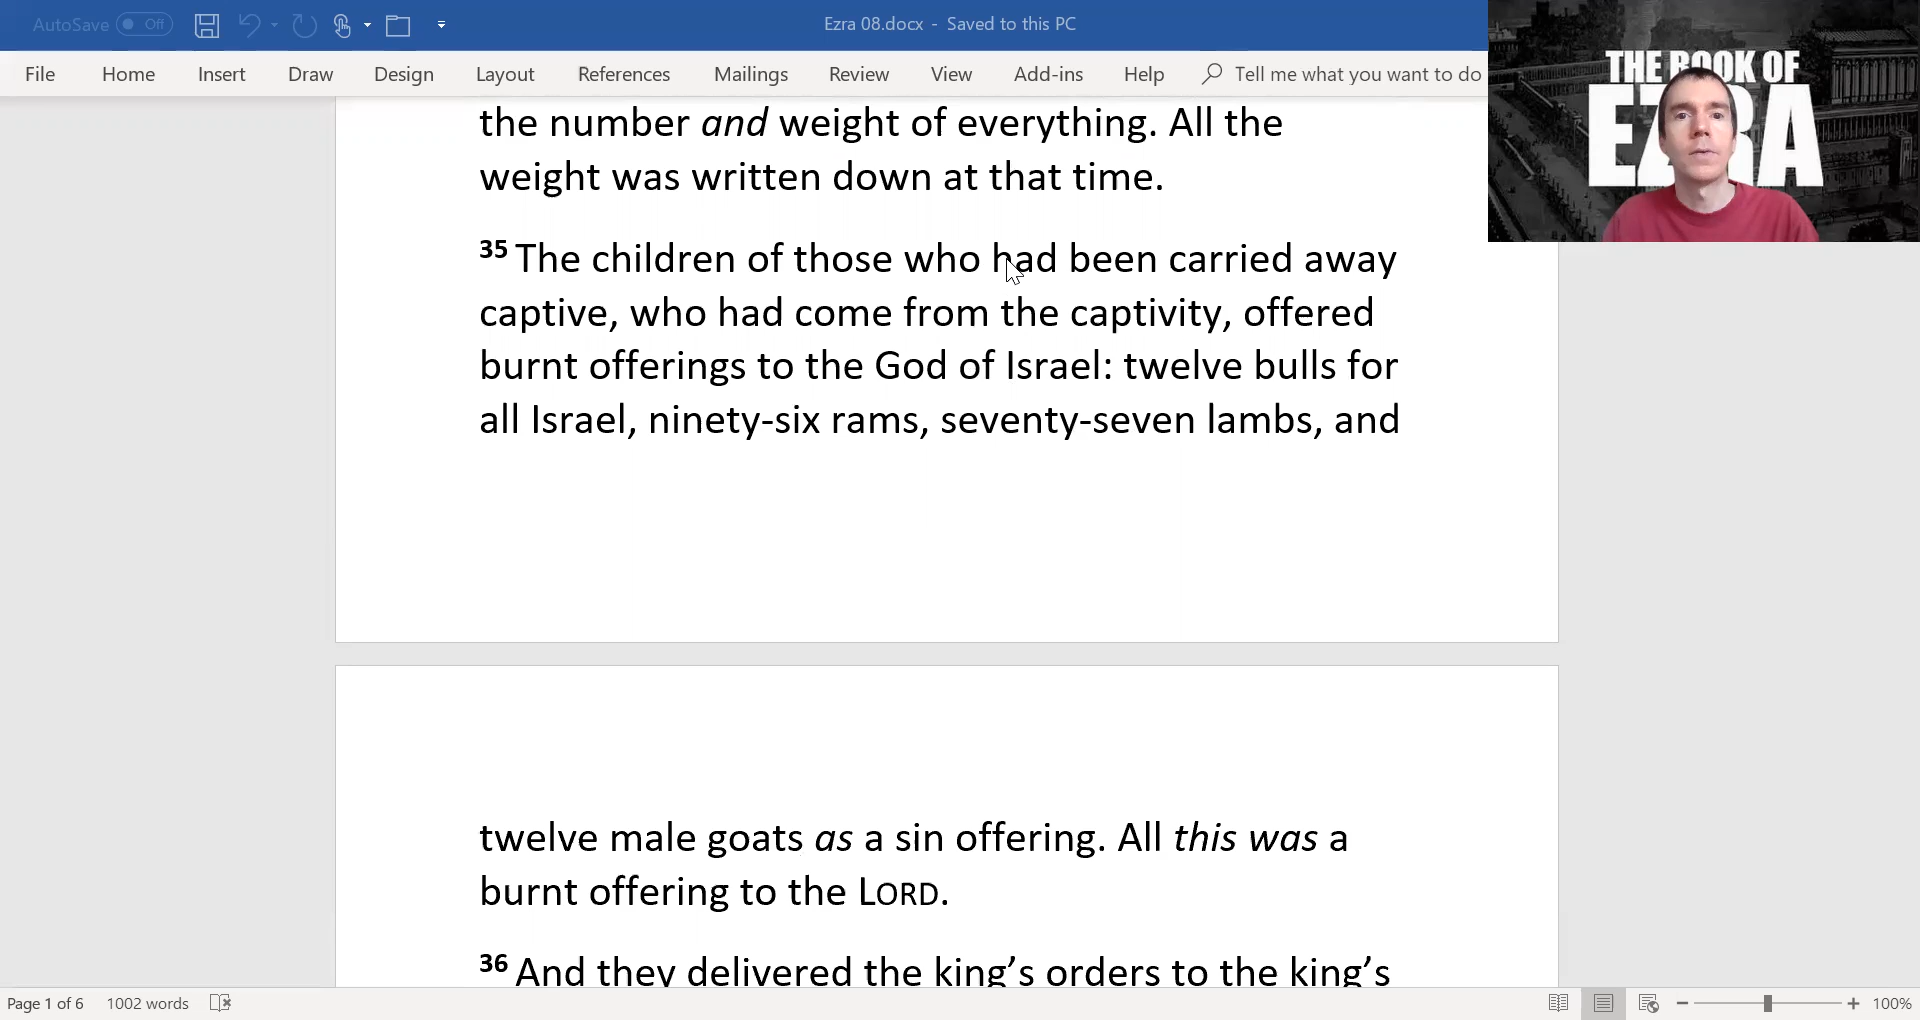 AutoSave Off
Ezra 08.docx - Saved to this PC
File Home Insert Draw Design Layout References Mailings Review View Add-ins Help Tell me what you want to do
THE BOOK OF
EZRA
the number and weight of everything. All the
weight was written down at that time.
35 The children of those who had been carried away
captive, who had come from the captivity, offered
burnt offerings to the God of Israel: twelve bulls for
all Israel, ninety-six rams, seventy-seven lambs, and
twelve male goats as a sin offering. All this was a
burnt offering to the LORD.
36 And they delivered the king’s orders to the king’s
Page 1 of 6 1002 words 100%